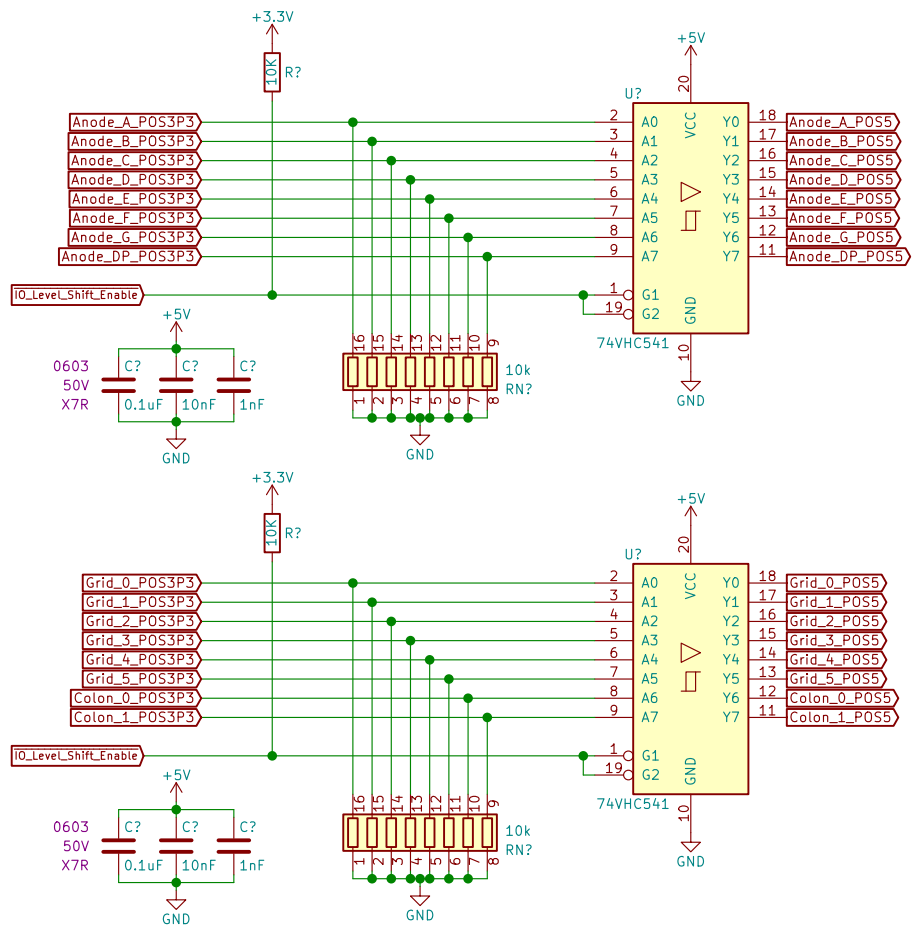 +3.3V
10K R?
+5V
20
U?
VCC
Anode_A_POS3P3 2 A0 Y0 18 Anode_A_POS5
Anode_B_POS3P3 3 A1 Y1 17 Anode_B_POS5
Anode_C_POS3P3 4 A2 Y2 16 Anode_C_POS5
Anode_D_POS3P3 5 A3 Y3 15 Anode_D_POS5
Anode_E_POS3P3 6 A4 Y4 14 Anode_E_POS5
Anode_F_POS3P3 7 A5 Y5 13 Anode_F_POS5
Anode_G_POS3P3 8 A6 Y6 12 Anode_G_POS5
Anode_DP_POS3P3 9 A7 Y7 11 Anode_DP_POS5
IO_Level_Shift_Enable 1 G1
19 G2
GND
74VHC541
10
GND
+5V
0603 C? C? C?
50V
X7R 0.1uF 10nF 1nF
GND
16 15 14 13 12 11 10 9
10k
RN?
1 2 3 4 5 6 7 8
GND
+3.3V
10K R?
+5V
20
U?
VCC
Grid_0_POS3P3 2 A0 Y0 18 Grid_0_POS5
Grid_1_POS3P3 3 A1 Y1 17 Grid_1_POS5
Grid_2_POS3P3 4 A2 Y2 16 Grid_2_POS5
Grid_3_POS3P3 5 A3 Y3 15 Grid_3_POS5
Grid_4_POS3P3 6 A4 Y4 14 Grid_4_POS5
Grid_5_POS3P3 7 A5 Y5 13 Grid_5_POS5
Colon_0_POS3P3 8 A6 Y6 12 Colon_0_POS5
Colon_1_POS3P3 9 A7 Y7 11 Colon_1_POS5
IO_Level_Shift_Enable 1 G1
19 G2
GND
74VHC541
10
GND
+5V
0603 C? C? C?
50V
X7R 0.1uF 10nF 1nF
GND
16 15 14 13 12 11 10 9
10k
RN?
1 2 3 4 5 6 7 8
GND